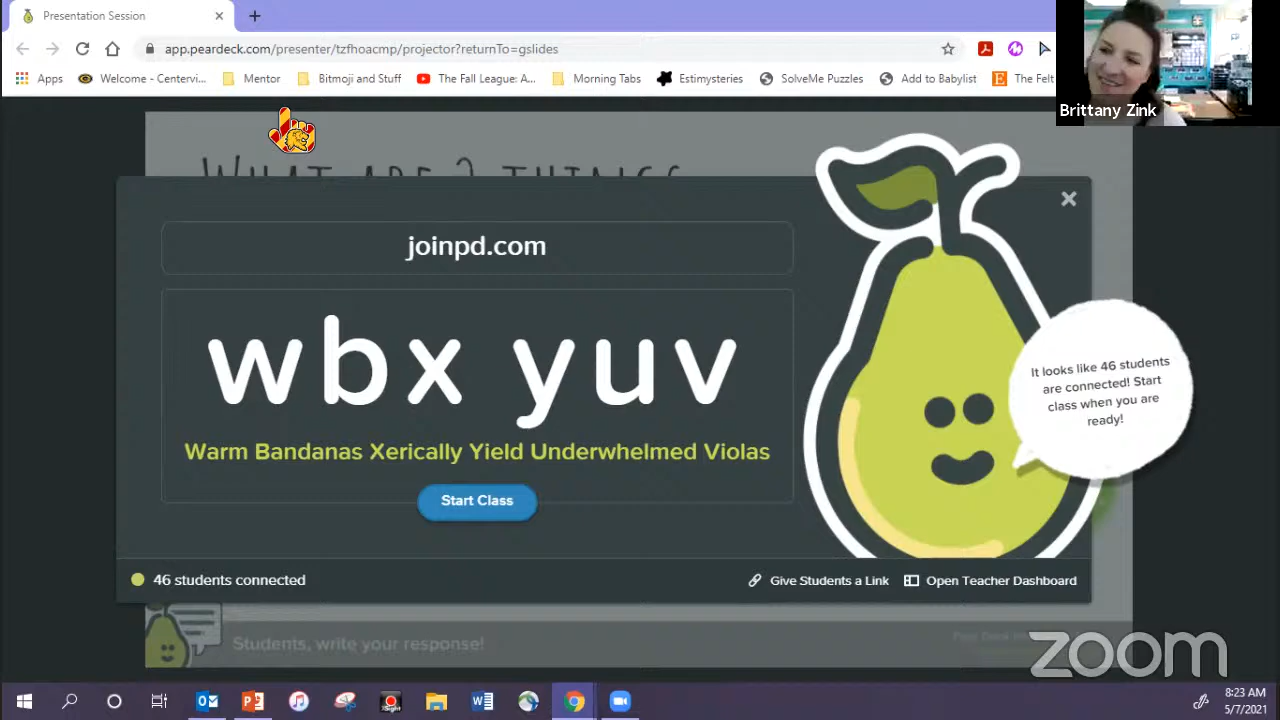 Presentation Session
app.peardeck.com/presenter/tzfhoacmp/projector?returnTo=gslides
Apps
Welcome - Centervi...
Mentor
Bitmoji and Stuff
The Fall League: A...
Morning Tabs
Estimysteries
SolveMe Puzzles
Add to Babylist
The Felt
Brittany Zink
WHAT ARE 2 THINGS
joinpd.com
wbx yuv
Warm Bandanas Xerically Yield Underwhelmed Violas
Start Class
It looks like 46 students
are connected! Start
class when you are
ready!
46 students connected
Give Students a Link
Open Teacher Dashboard
Students, write your response!
zoom
8:23 AM
5/7/2021